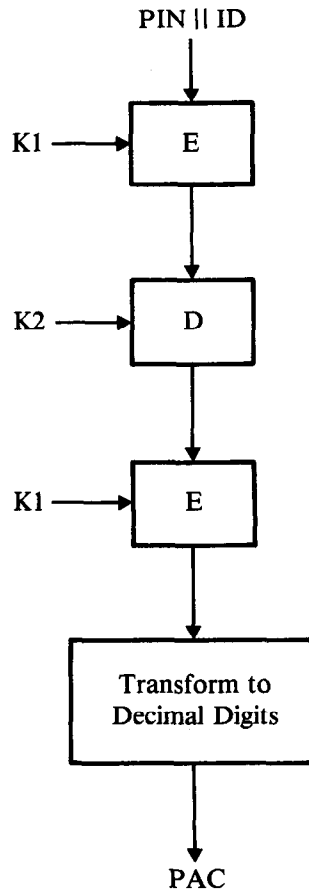 PIN || ID
K1
E
K2
D
K1
E
Transform to
Decimal Digits
PAC